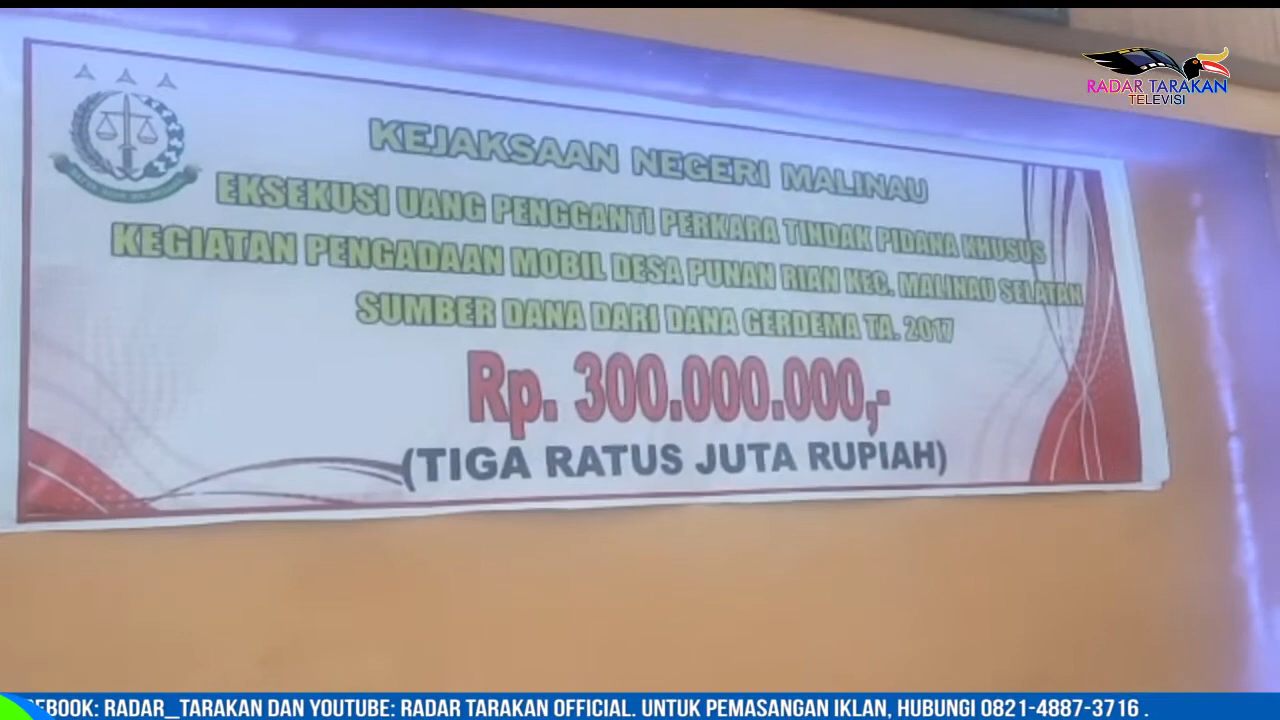 RADAR TARAKAN
TELEVISI
KEJAKSAAN NEGERI MALINAU
EKSEKUSI UANG PENGGANTI PERKARA TINDAK PIDANA KHUSUS
KEGIATAN PENGADAAN MOBIL DESA PUNAN RIAN KEC. MALINAU SELATAN
SUMBER DANA DARI DANA GERDEMA TA. 2017
Rp. 300.000.000,-
(TIGA RATUS JUTA RUPIAH)
EBOOK: RADAR_TARAKAN DAN YOUTUBE: RADAR TARAKAN OFFICIAL. UNTUK PEMASANGAN IKLAN, HUBUNGI 0821-4887-3716 .